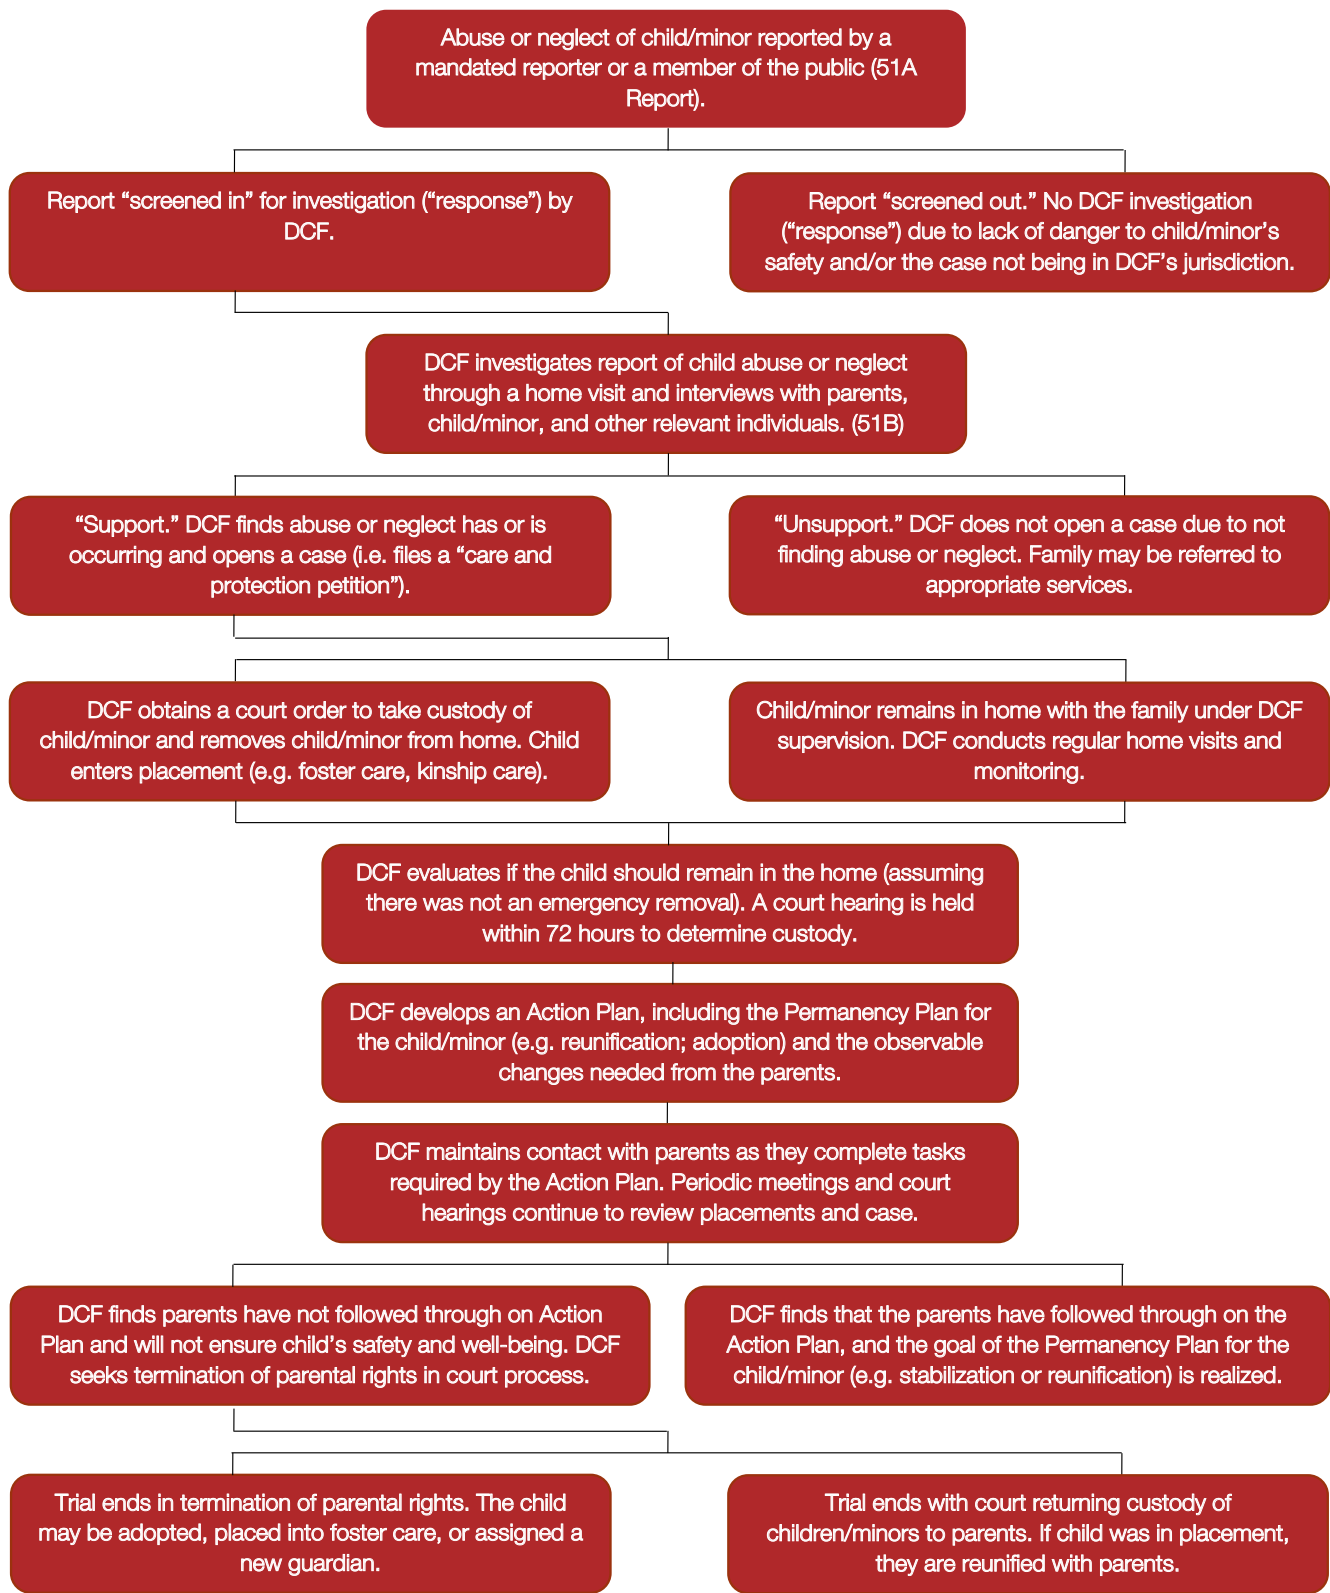 Abuse or neglect of child/minor reported by a
mandated reporter or a member of the public (51A
Report).
Report “screened in” for investigation (“response”) by
DCF.
Report “screened out.” No DCF investigation
(“response”) due to lack of danger to child/minor’s
safety and/or the case not being in DCF’s jurisdiction.
DCF investigates report of child abuse or neglect
through a home visit and interviews with parents,
child/minor, and other relevant individuals. (51B)
“Support.” DCF finds abuse or neglect has or is
occurring and opens a case (i.e. files a “care and
protection petition”).
“Unsupport.” DCF does not open a case due to not
finding abuse or neglect. Family may be referred to
appropriate services.
DCF obtains a court order to take custody of
child/minor and removes child/minor from home. Child
enters placement (e.g. foster care, kinship care).
Child/minor remains in home with the family under DCF
supervision. DCF conducts regular home visits and
monitoring.
DCF evaluates if the child should remain in the home (assuming
there was not an emergency removal). A court hearing is held
within 72 hours to determine custody.
DCF develops an Action Plan, including the Permanency Plan for
the child/minor (e.g. reunification; adoption) and the observable
changes needed from the parents.
DCF maintains contact with parents as they complete tasks
required by the Action Plan. Periodic meetings and court
hearings continue to review placements and case.
DCF finds parents have not followed through on Action
Plan and will not ensure child’s safety and well-being. DCF
seeks termination of parental rights in court process.
DCF finds that the parents have followed through on the
Action Plan, and the goal of the Permanency Plan for the
child/minor (e.g. stabilization or reunification) is realized.
Trial ends in termination of parental rights. The child
may be adopted, placed into foster care, or assigned a
new guardian.
Trial ends with court returning custody of
children/minors to parents. If child was in placement,
they are reunified with parents.